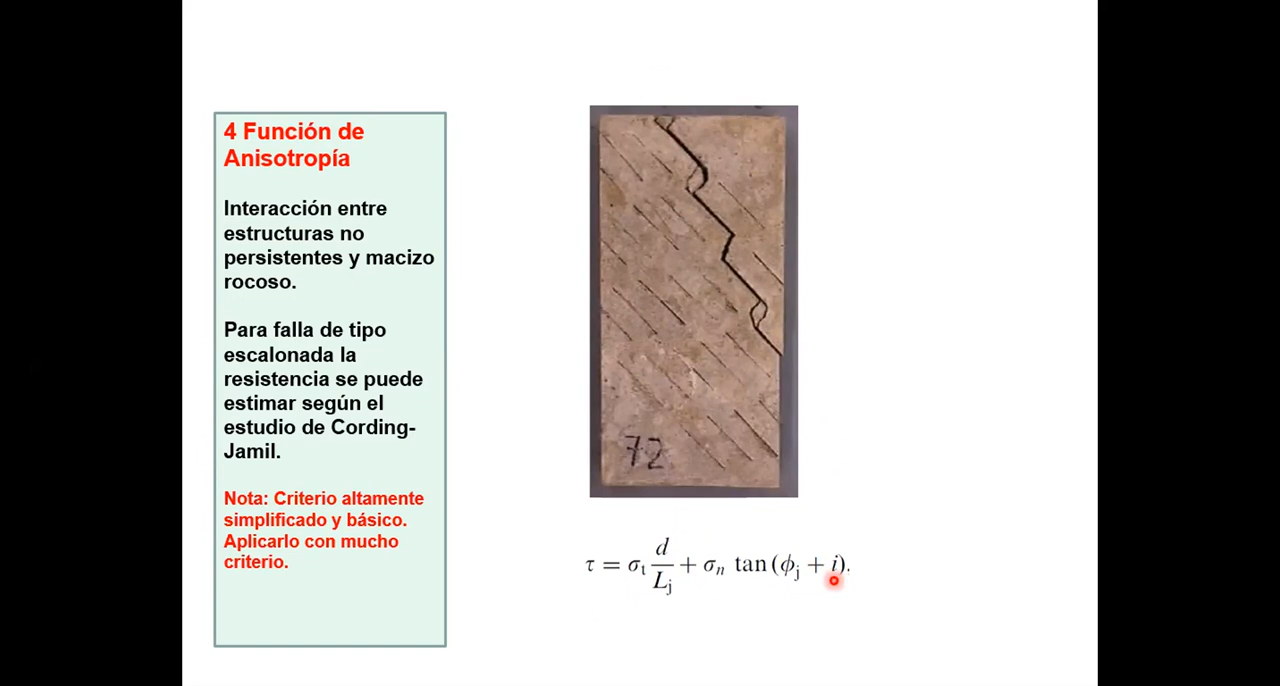 4 Función de
Anisotropía
Interacción entre
estructuras no
persistentes y macizo
rocoso.
Para falla de tipo
escalonada la
resistencia se puede
estimar según el
estudio de Cording-
Jamil.
Nota: Criterio altamente
simplificado y básico.
Aplicarlo con mucho
criterio.
72
τ = σₜ d/Lⱼ + σₙ tan (ϕⱼ + i).